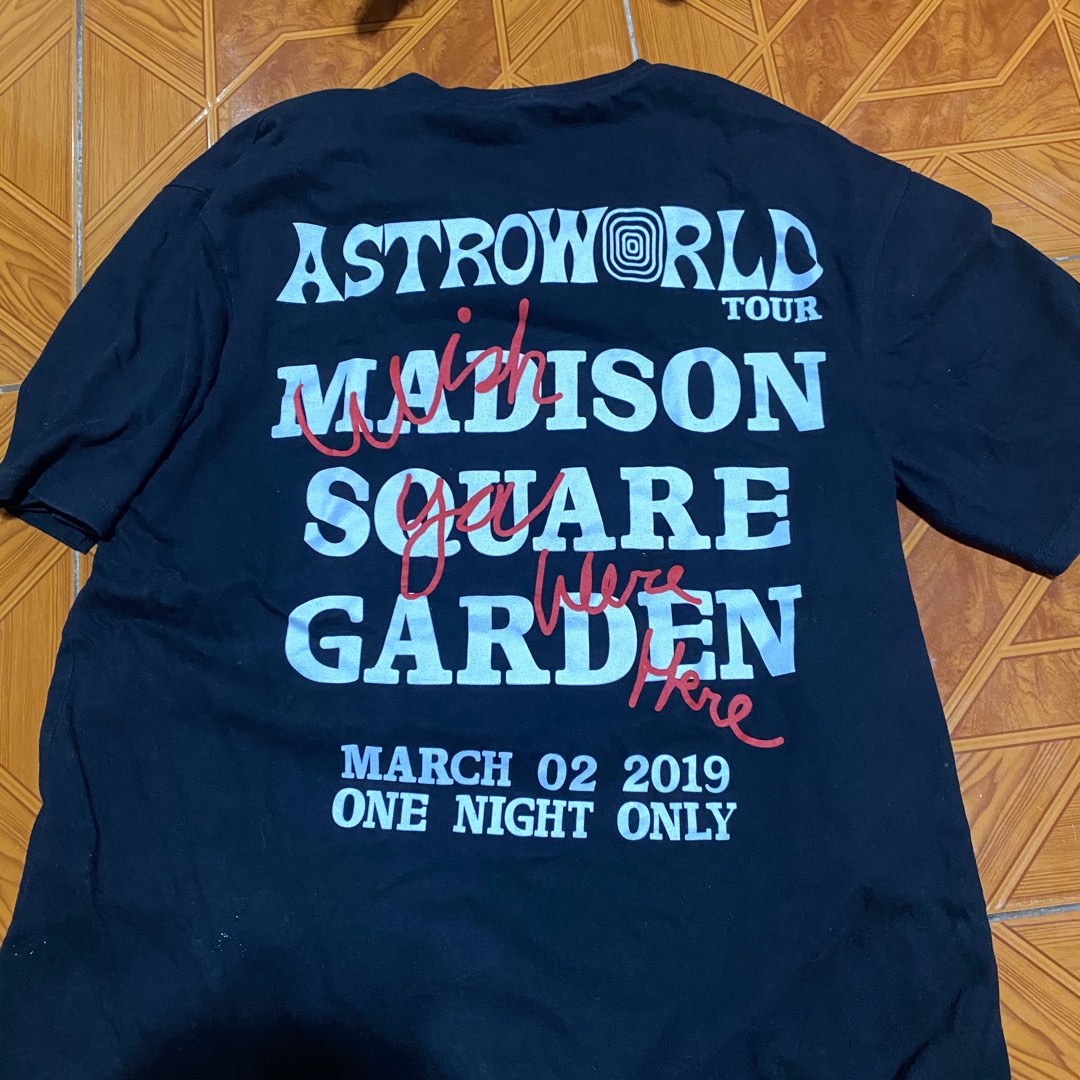 ASTROWORLD
TOUR
MADISON
SQUARE
GARDEN
Wish
ya
Were
Here
MARCH 02 2019
ONE NIGHT ONLY